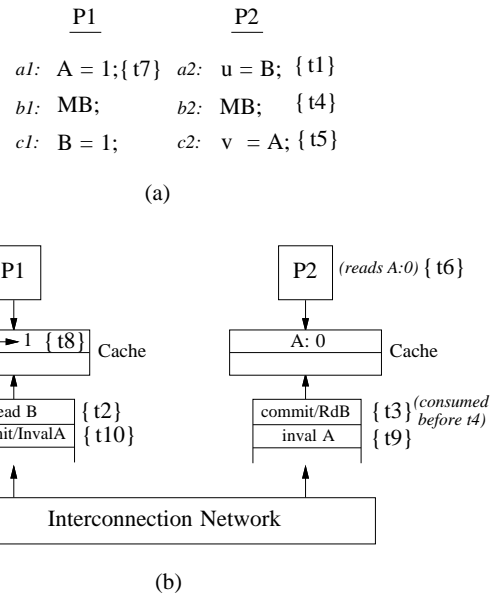 P1 P2
a1: A = 1;{ t7} a2: u = B; { t1}
b1: MB; b2: MB; { t4}
c1: B = 1; c2: v = A; { t5}
(a)
P1 P2 (reads A:0) { t6}
1 { t8} Cache A: 0 Cache
ead B { t2} commit/RdB { t3} (consumed before t4)
it/InvalA { t10} inval A { t9}
Interconnection Network
(b)